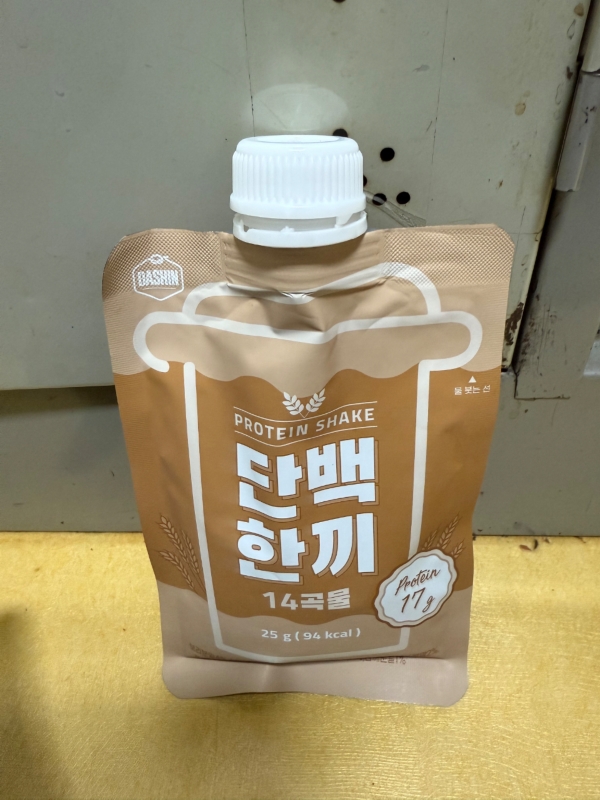 DASHIN
물 붓는 선
PROTEIN SHAKE
단백
한끼
14곡물
Protein
17 g
25 g ( 94 kcal )